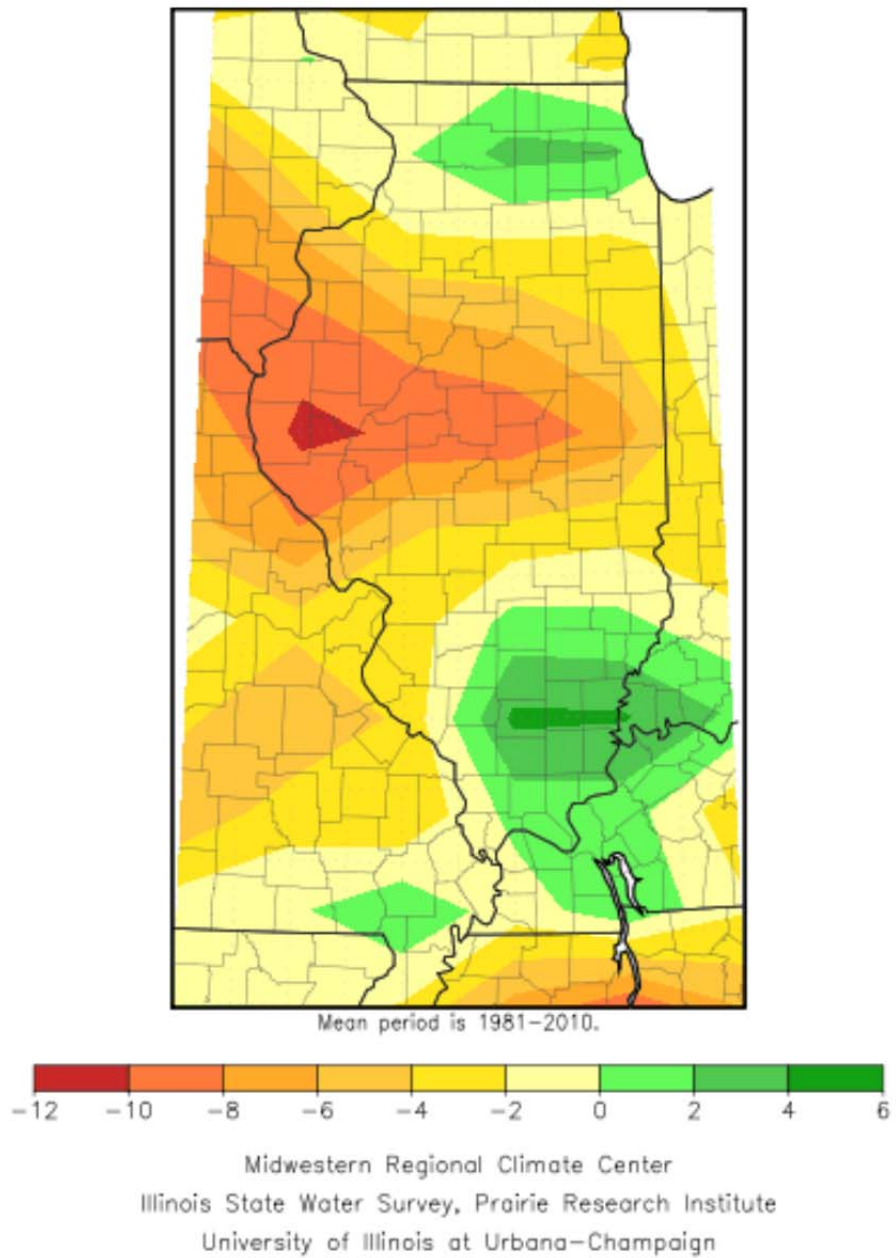 Mean period is 1981-2010.
-12 -10 -8 -6 -4 -2 0 2 4 6
Midwestern Regional Climate Center
Illinois State Water Survey, Prairie Research Institute
University of Illinois at Urbana-Champaign